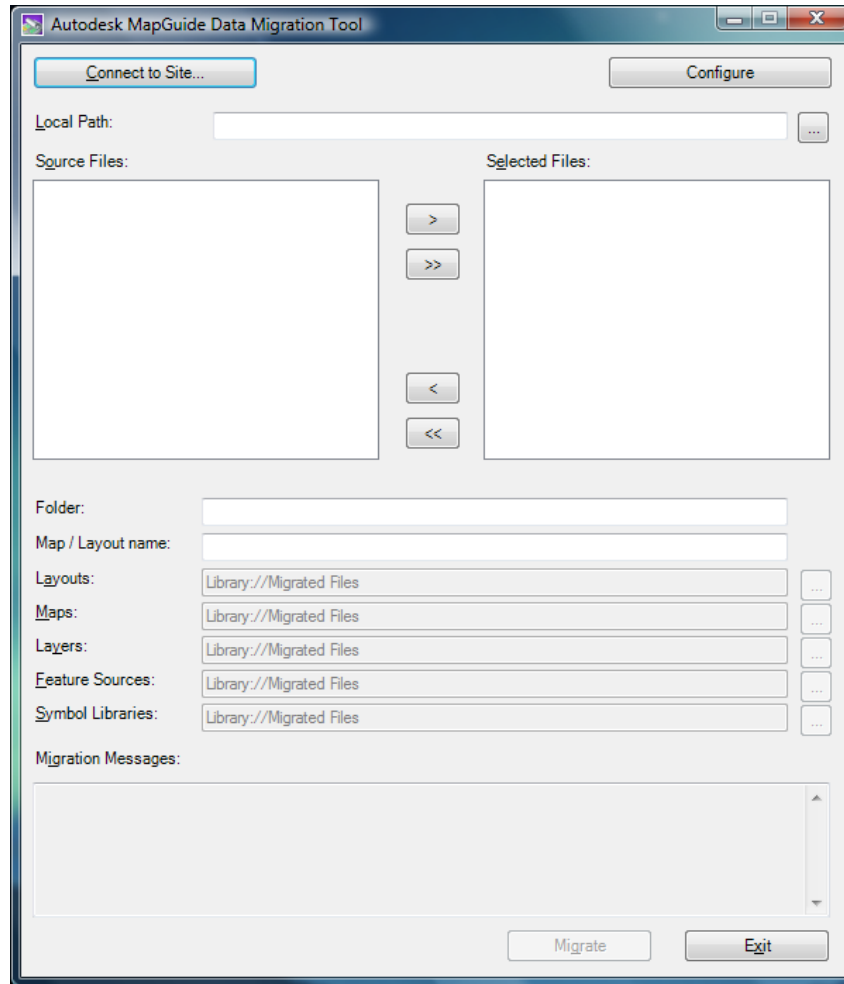 Autodesk MapGuide Data Migration Tool
Connect to Site...
Configure
Local Path:
...
Source Files:
Selected Files:
>
>>
<
<<
Folder:
Map / Layout name:
Layouts:
Library://Migrated Files
...
Maps:
Library://Migrated Files
...
Layers:
Library://Migrated Files
...
Feature Sources:
Library://Migrated Files
...
Symbol Libraries:
Library://Migrated Files
...
Migration Messages:
Migrate
Exit